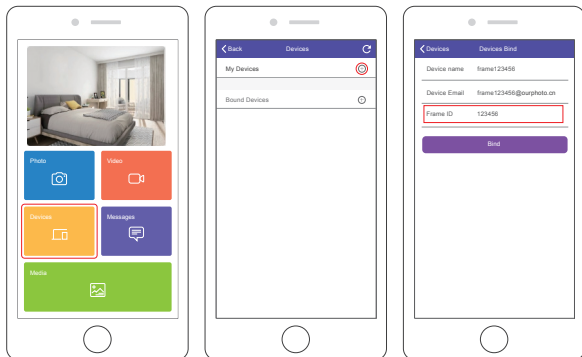 Photo
Video
Devices
Messages
Media
Back Devices
My Devices
Bound Devices
Devices Devices Bind
Device name frame123456
Device Email frame123456@ourphoto.cn
Frame ID 123456
Bind